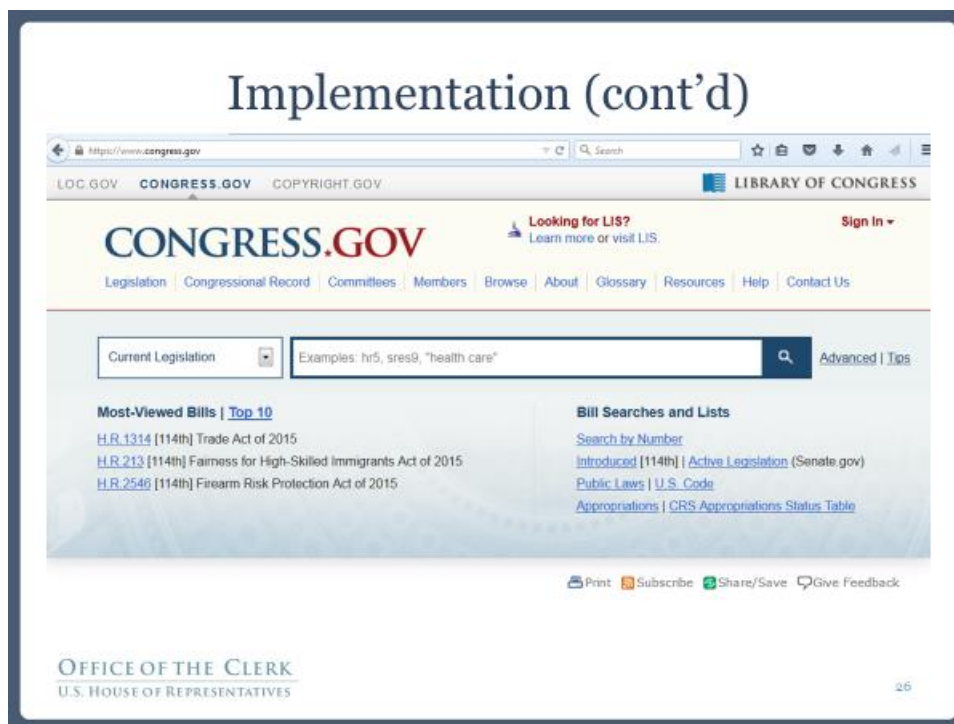 Implementation (cont'd)
https://www.congress.gov
Search
LOC.GOV CONGRESS.GOV COPYRIGHT.GOV
LIBRARY OF CONGRESS
CONGRESS.GOV
Looking for LIS?
Learn more or visit LIS.
Sign In
Legislation | Congressional Record | Committees | Members | Browse | About | Glossary | Resources | Help | Contact Us
Current Legislation
Examples: hr5, sres9, "health care"
Advanced | Tips
Most-Viewed Bills | Top 10
H.R.1314 [114th] Trade Act of 2015
H.R.213 [114th] Fairness for High-Skilled Immigrants Act of 2015
H.R.2546 [114th] Firearm Risk Protection Act of 2015
Bill Searches and Lists
Search by Number
Introduced [114th] | Active Legislation (Senate.gov)
Public Laws | U.S. Code
Appropriations | CRS Appropriations Status Table
Print Subscribe Share/Save Give Feedback
OFFICE OF THE CLERK
U.S. HOUSE OF REPRESENTATIVES
26